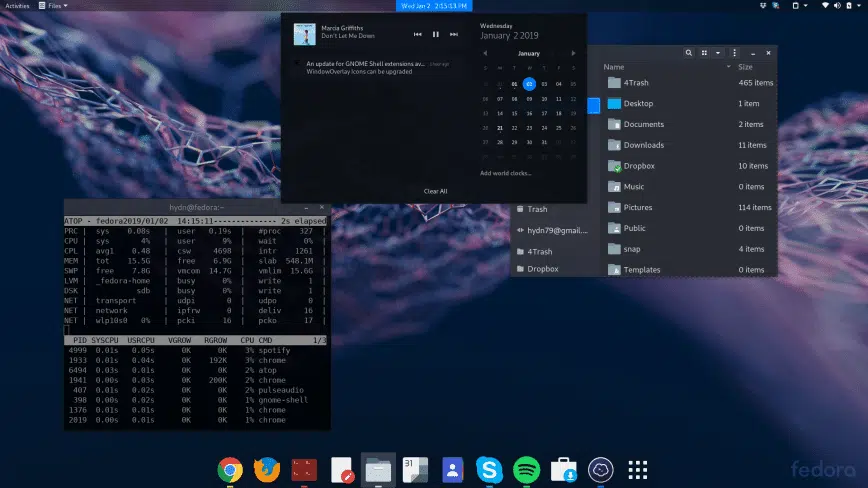 Activities Files Wed Jan 2 2:15:13 PM
Marcia Griffiths
Don't Let Me Down
An update for GNOME Shell extensions av...
WindowOverlay Icons can be upgraded
Clear All
Wednesday
January 2 2019
January
01 02 03 04 05
06 07 08 09 10 11 12
13 14 15 16 17 18 19
20 21 22 23 24 25 26
27 28 29 30 31
Add world clocks...
Name Size
4Trash 465 items
Desktop 1 item
Documents 2 items
Downloads 11 items
Dropbox 10 items
Music 0 items
Pictures 114 items
Public 0 items
snap 4 items
Templates 0 items
Trash
hydn79@gmail....
4Trash
Dropbox
hydn@fedora:~
ATOP - fedora2019/01/02 14:15:11-------------- 2s elapsed
PRC | sys 0.08s | user 0.19s | #proc 327 |
CPU | sys 4% | user 9% | wait 0% |
CPL | avg1 0.48 | csw 4698 | intr 1261 |
MEM | tot 15.5G | free 6.9G | slab 548.1M |
SWP | free 7.8G | vmcom 14.7G | vmlim 15.6G |
LVM | _fedora-home | busy 0% | write 1 |
DSK | sdb | busy 0% | write 1 |
NET | transport | udpi 0 | udpo 0 |
NET | network | ipfrw 0 | deliv 16 |
NET | wlp10s0 0% | pcki 16 | pcko 17 |
PID SYSCPU USRCPU VGROW RGROW CPU CMD 1/3
4999 0.01s 0.05s 0K 0K 3% spotify
1933 0.01s 0.04s 0K 192K 3% chrome
6494 0.03s 0.01s 0K 0K 2% atop
1941 0.00s 0.03s 0K 200K 2% chrome
407 0.01s 0.02s 0K 0K 2% pulseaudio
398 0.00s 0.02s 0K 0K 1% gnome-shell
1376 0.01s 0.01s 0K 0K 1% chrome
2019 0.00s 0.01s 0K 0K 1% chrome
31
fedora